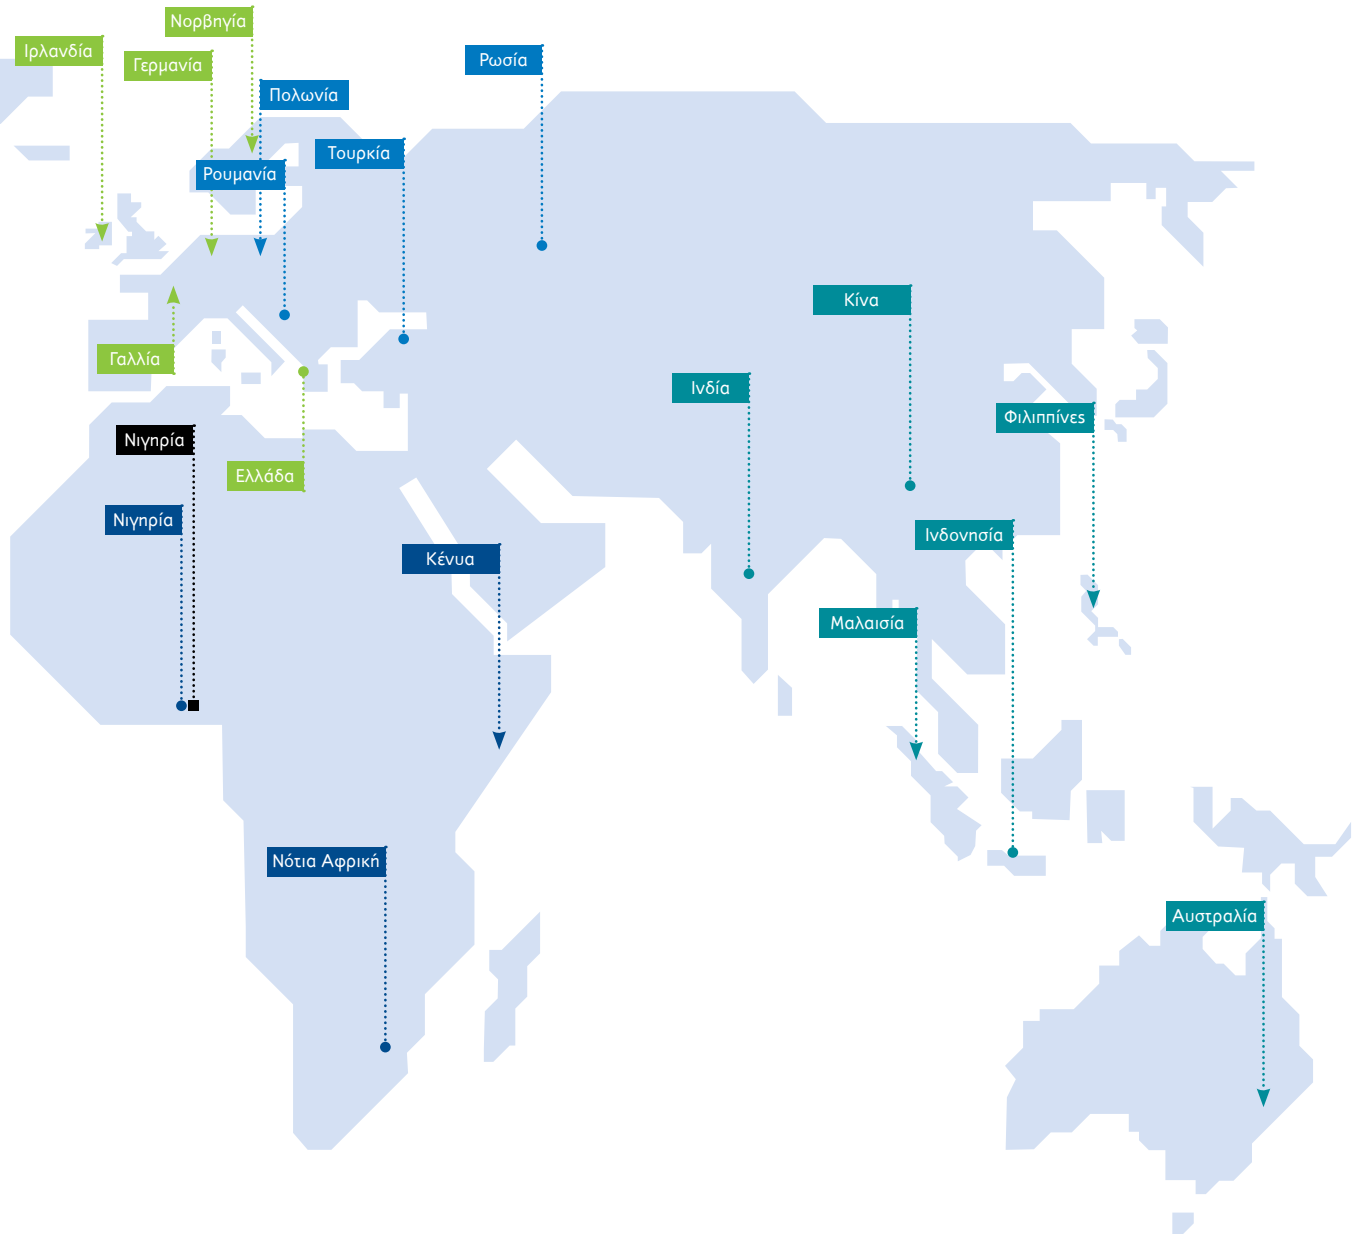 Νορβηγία
Ιρλανδία
Γερμανία
Ρωσία
Πολωνία
Τουρκία
Ρουμανία
Κίνα
Γαλλία
Ινδία
Φιλιππίνες
Νιγηρία
Ελλάδα
Νιγηρία
Ινδονησία
Κένυα
Μαλαισία
Νότια Αφρική
Αυστραλία